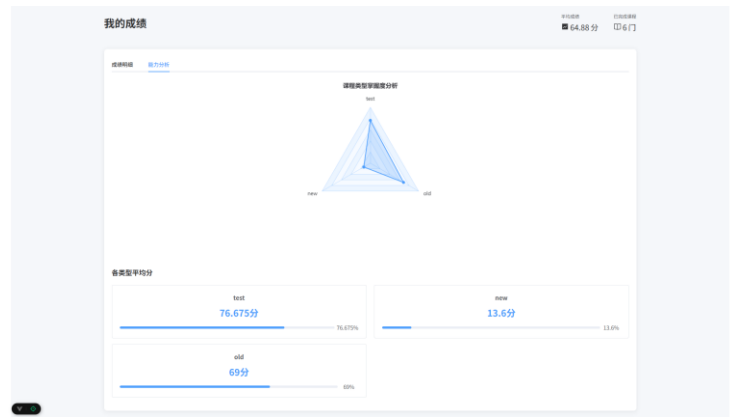 我的成绩
平均成绩
64.88 分
已完成课程
6 门
成绩明细
能力分析
课程类型掌握度分析
test
new
old
各类型平均分
test
76.675分
76.675%
new
13.6分
13.6%
old
69分
69%